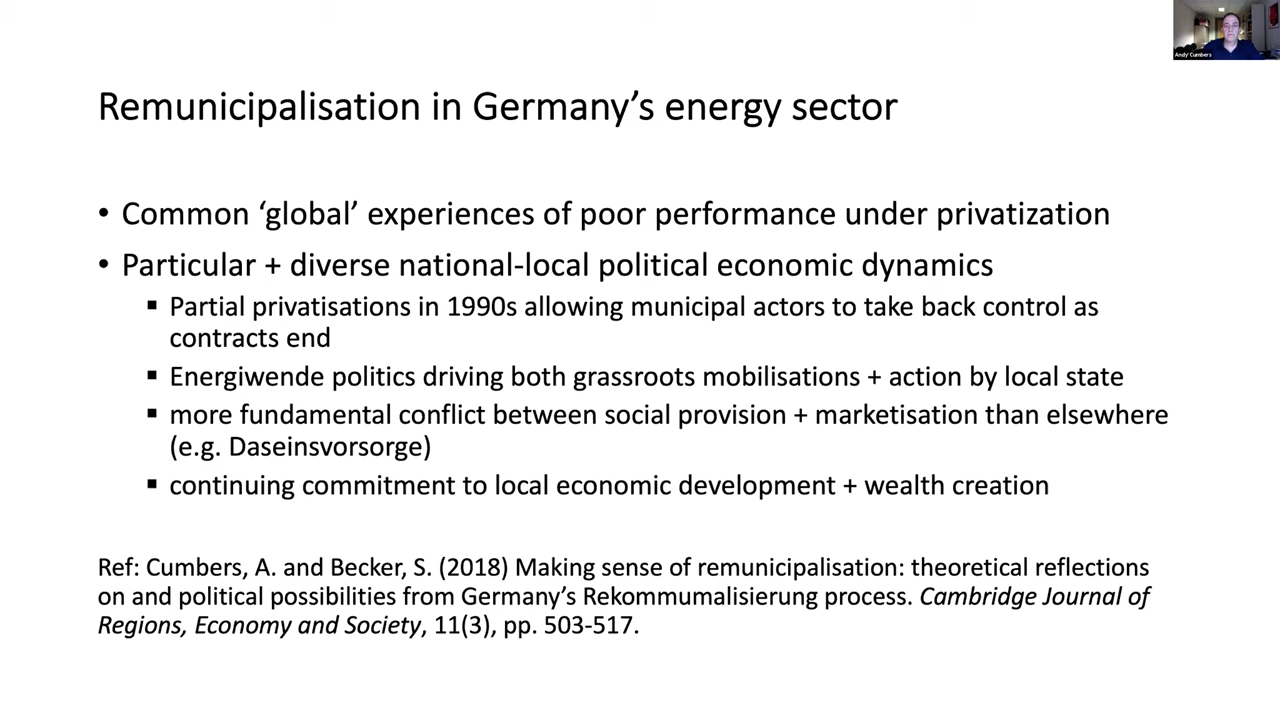 Andy Cumbers
Remunicipalisation in Germany's energy sector
• Common 'global' experiences of poor performance under privatization
• Particular + diverse national-local political economic dynamics
▪ Partial privatisations in 1990s allowing municipal actors to take back control as
contracts end
▪ Energiwende politics driving both grassroots mobilisations + action by local state
▪ more fundamental conflict between social provision + marketisation than elsewhere
(e.g. Daseinsvorsorge)
▪ continuing commitment to local economic development + wealth creation
Ref: Cumbers, A. and Becker, S. (2018) Making sense of remunicipalisation: theoretical reflections
on and political possibilities from Germany's Rekommumalisierung process. Cambridge Journal of
Regions, Economy and Society, 11(3), pp. 503-517.